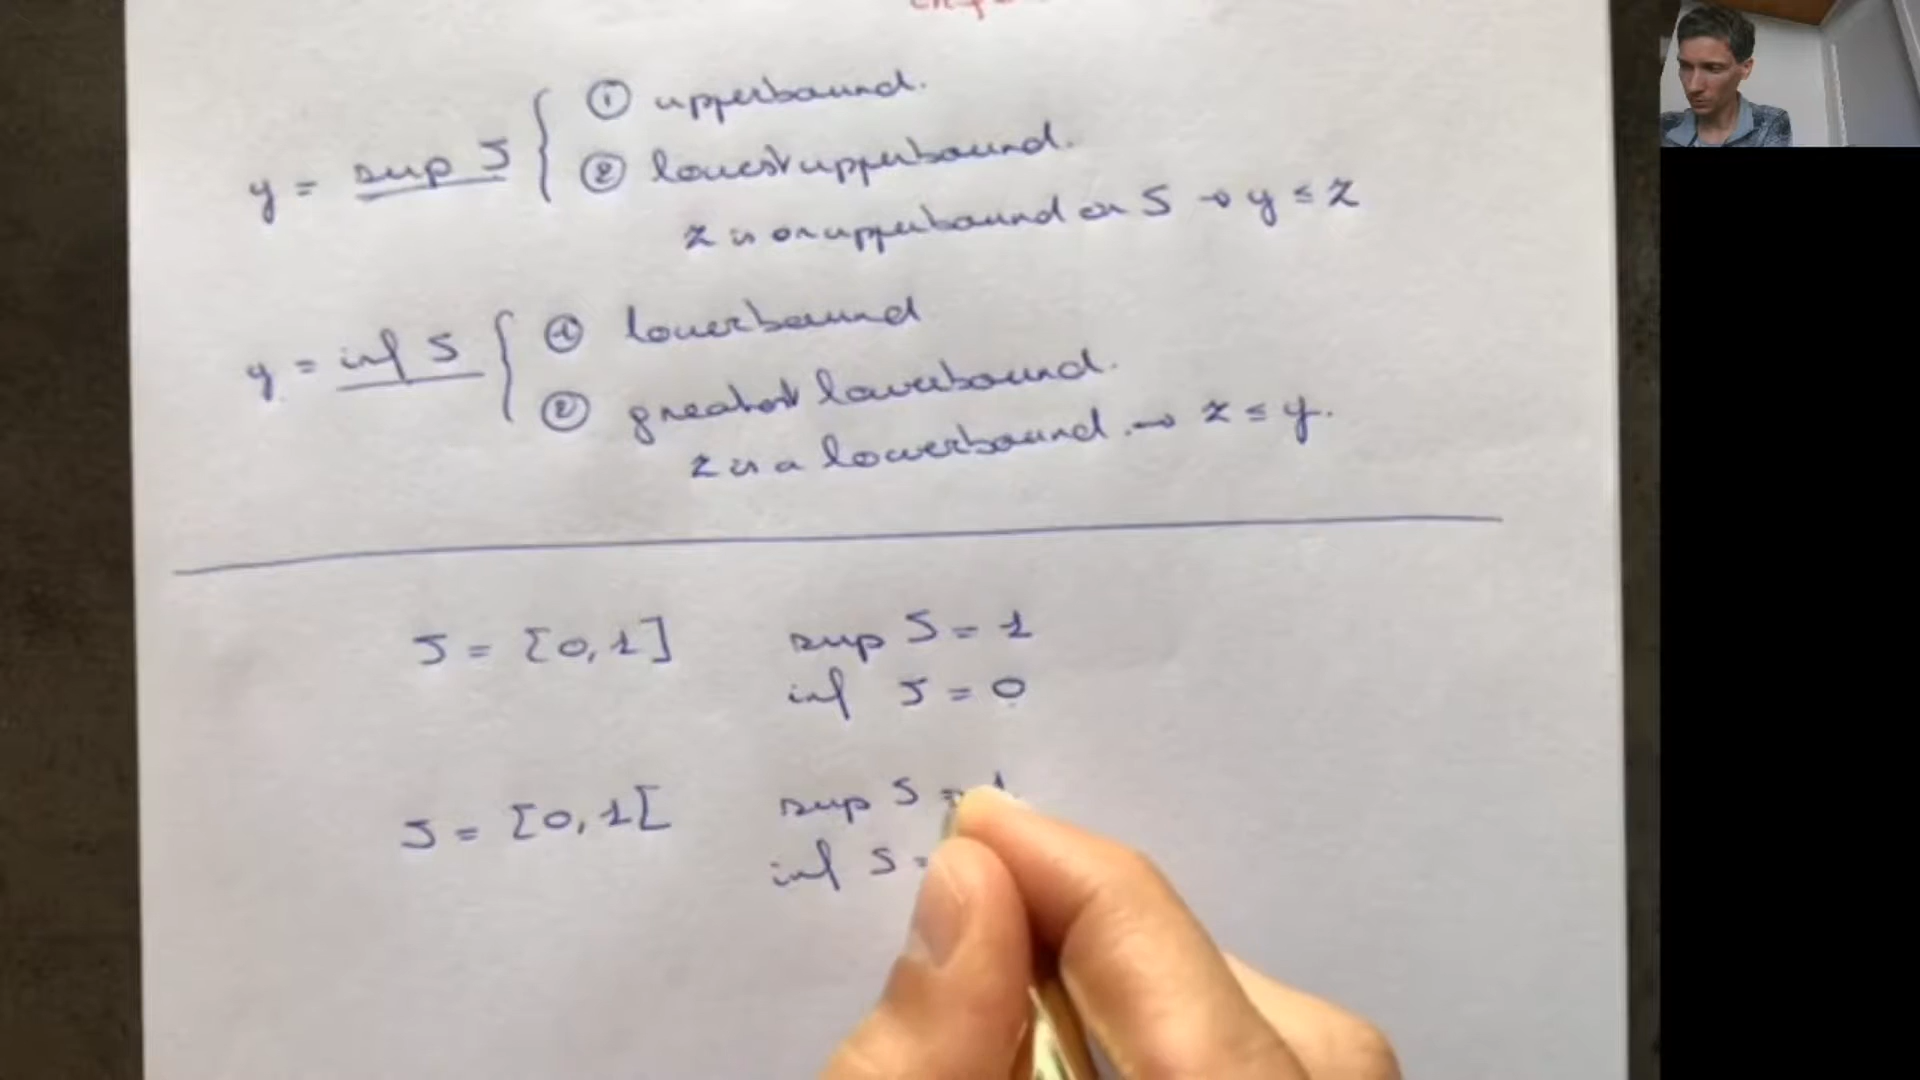 y = sup S { ① upperbound.
② lowest upperbound.
z is an upperbound on S → y ≤ z
y = inf S { ① lowerbound
② greatest lowerbound.
z is a lowerbound. → z ≤ y.
S = [0,1] sup S = 1
inf S = 0
S = [0,1[ sup S = 1
inf S =